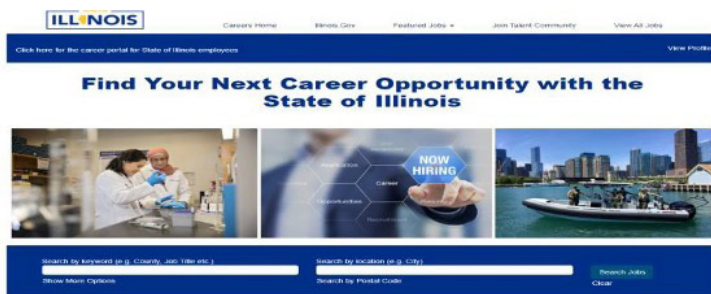 ILLINOIS
Careers Home
Illinois.Gov
Featured Jobs
Join Talent Community
View All Jobs
Click here for the career portal for State of Illinois employees
View Profile
Find Your Next Career Opportunity with the
State of Illinois
NOW
HIRING
Application
Career
Opportunities
Recruitment
Search by keyword (e.g. County, Job Title etc.)
Search by location (e.g. City)
Search Jobs
Show More Options
Search by Postal Code
Clear